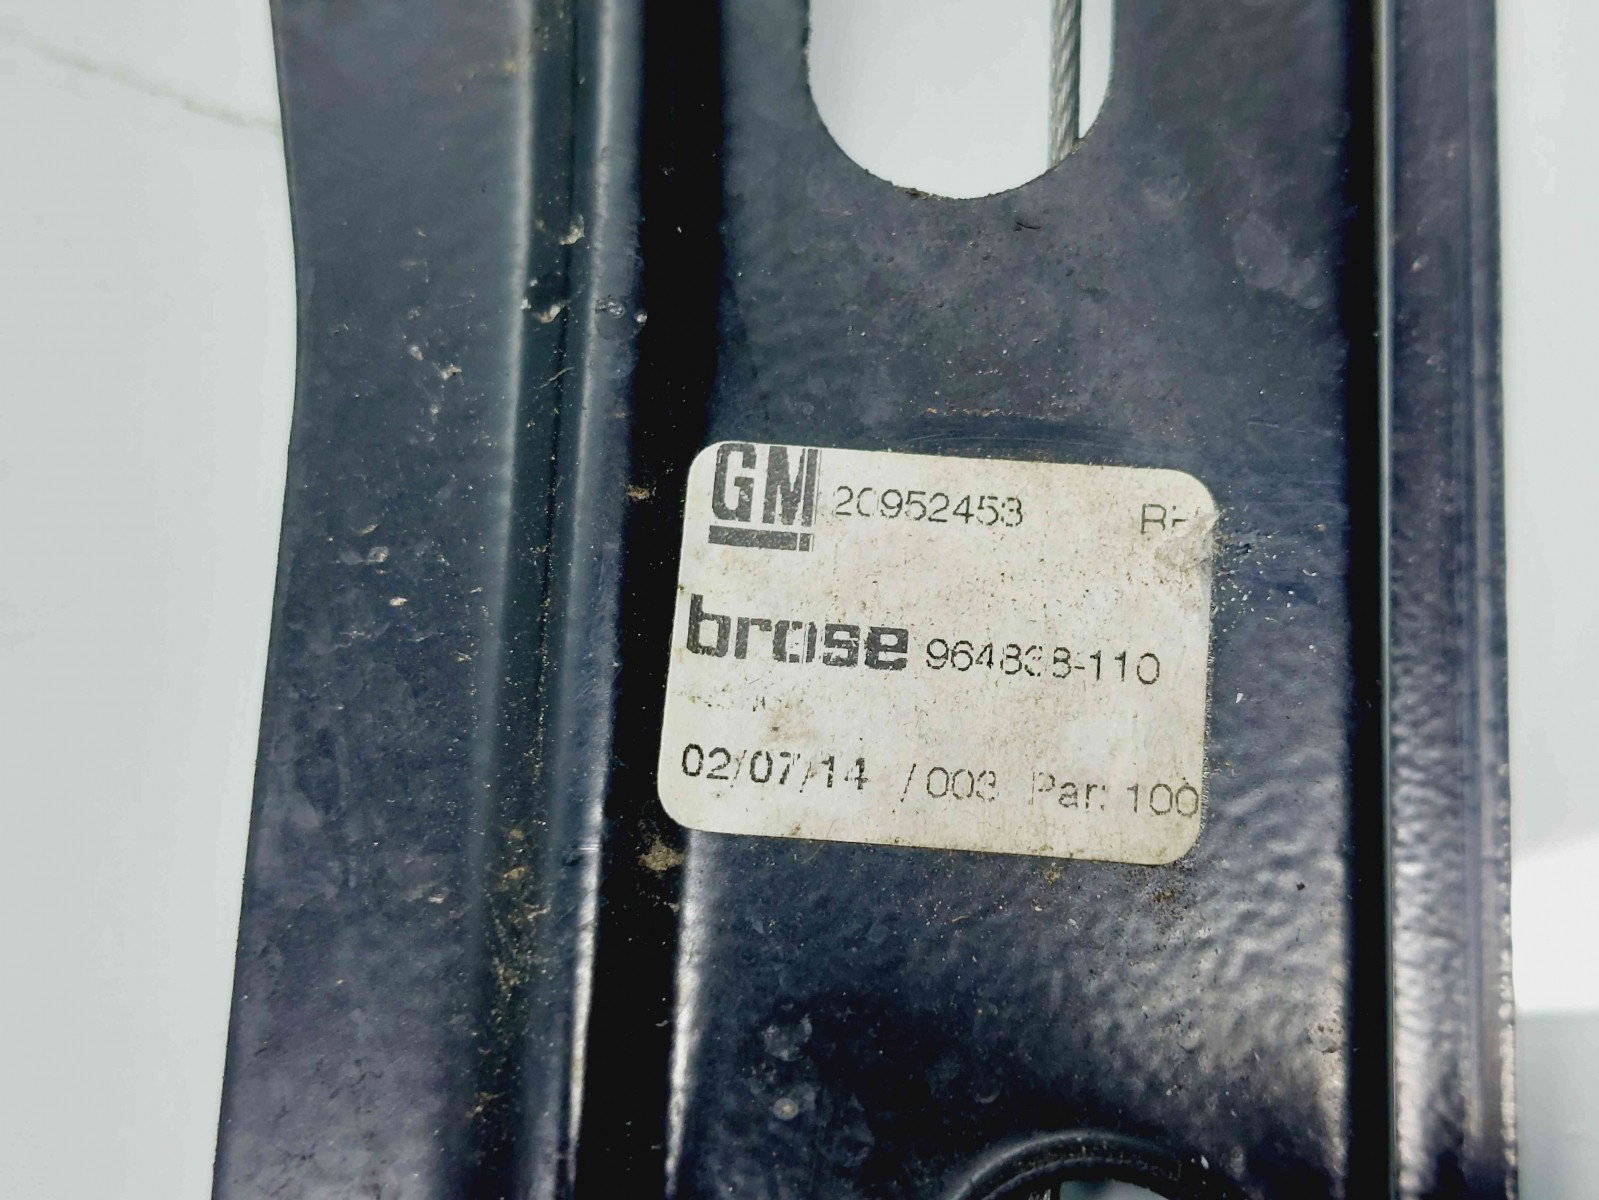 GM 20952453
brose 964838-110
02/07/14 /003 Par: 100